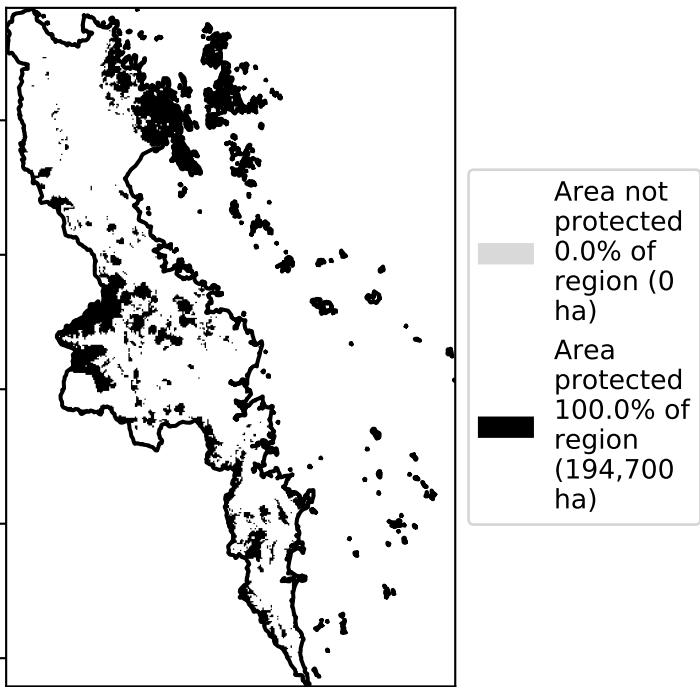 Area not
protected
0.0% of
region (0
ha)
Area
protected
100.0% of
region
(194,700
ha)